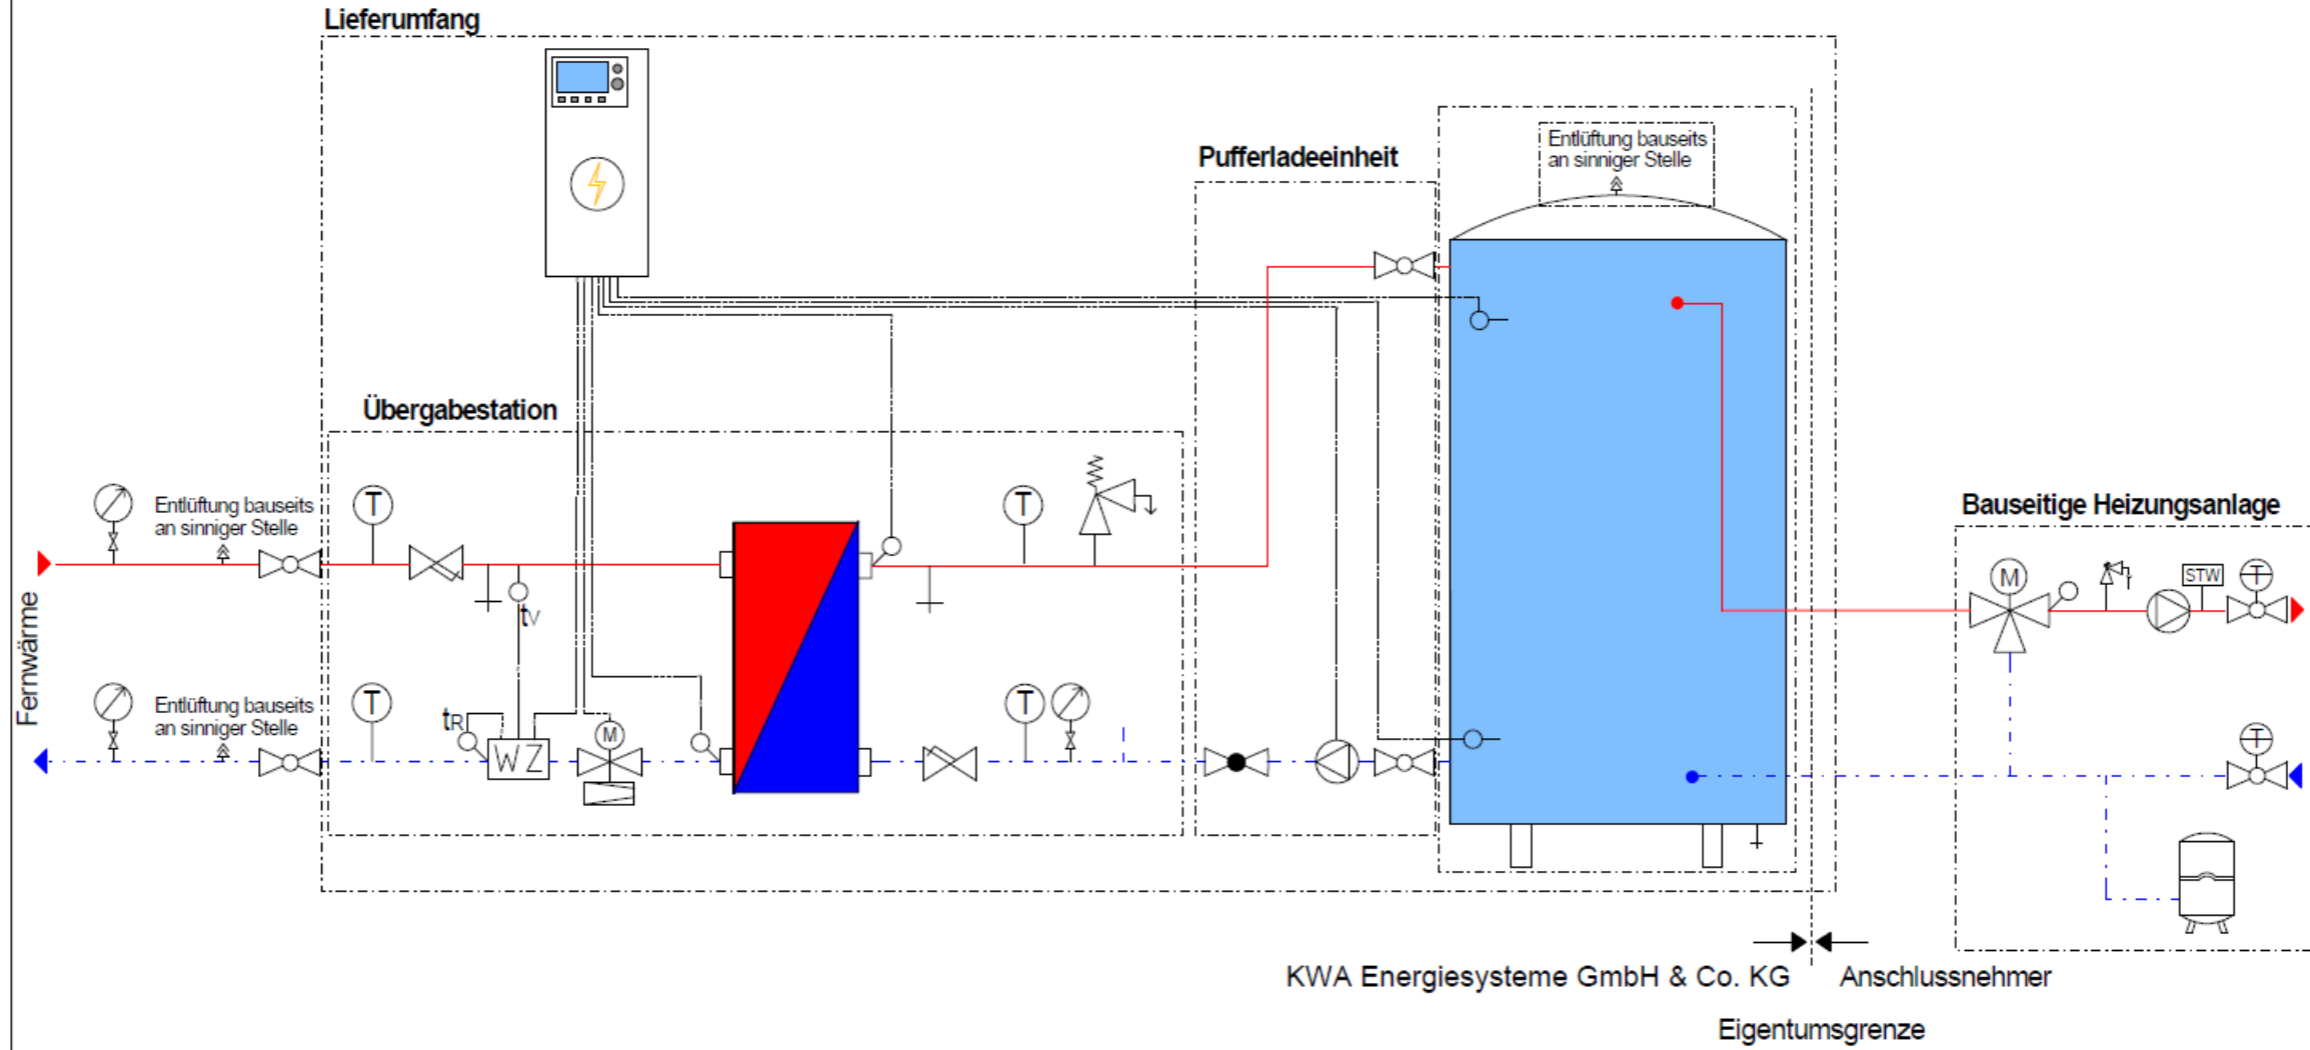 Lieferumfang
Entlüftung bauseits
an sinniger Stelle
Pufferladeeinheit
Übergabestation
Entlüftung bauseits
an sinniger Stelle
T
T
Bauseitige Heizungsanlage
M
STW
T
tV
Fernwärme
Entlüftung bauseits
an sinniger Stelle
T
tR
WZ
M
T
T
KWA Energiesysteme GmbH & Co. KG
Anschlussnehmer
Eigentumsgrenze